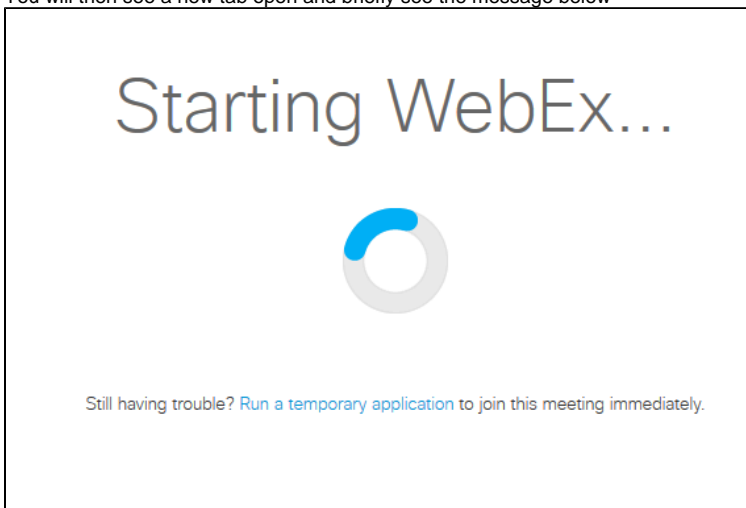 You will then see a new tab open and briefly see the message below
Starting WebEx...
Still having trouble? Run a temporary application to join this meeting immediately.